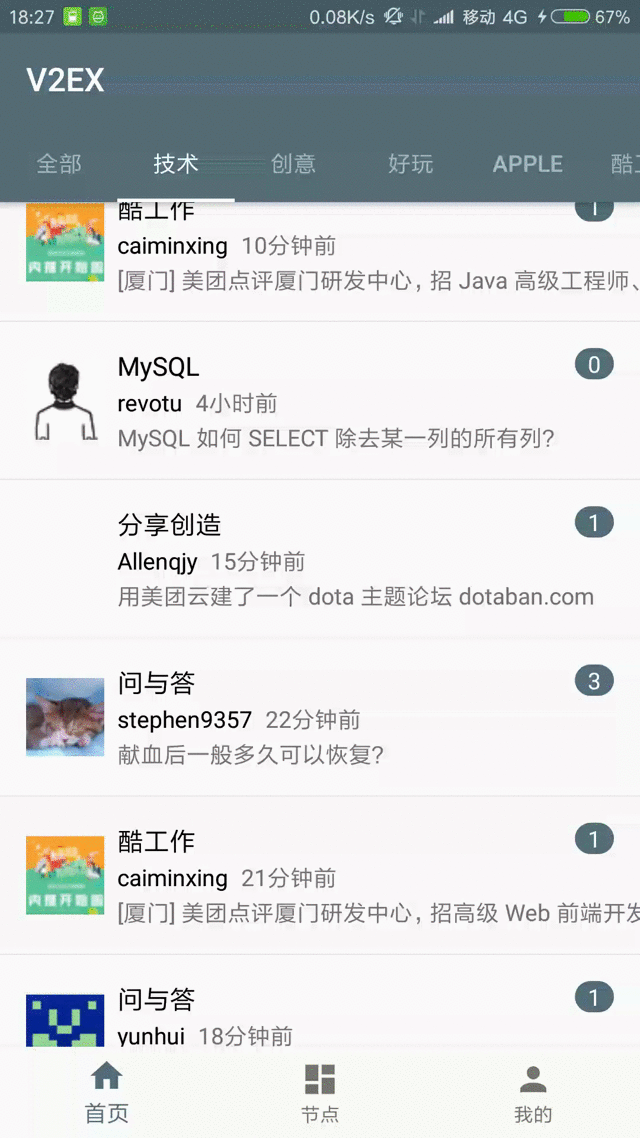 18:27 0.08K/s 移动 4G 67%
V2EX
全部 技术 创意 好玩 APPLE 酷工
酷工作 1
caiminxing 10分钟前
[厦门] 美团点评厦门研发中心，招 Java 高级工程师、
MySQL 0
revotu 4小时前
MySQL 如何 SELECT 除去某一列的所有列？
分享创造 1
Allenqjy 15分钟前
用美团云建了一个 dota 主题论坛 dotaban.com
问与答 3
stephen9357 22分钟前
献血后一般多久可以恢复？
酷工作 1
caiminxing 21分钟前
[厦门] 美团点评厦门研发中心，招高级 Web 前端开发
问与答 1
yunhui 18分钟前
首页 节点 我的